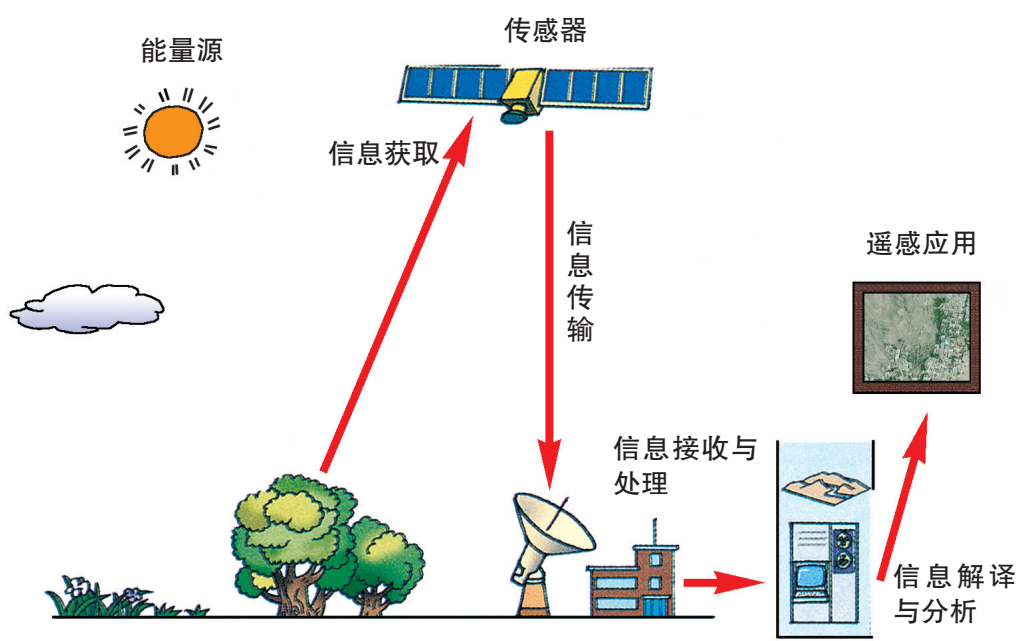 传感器
能量源
信息获取
信息传输
遥感应用
信息接收与
处理
信息解译
与分析